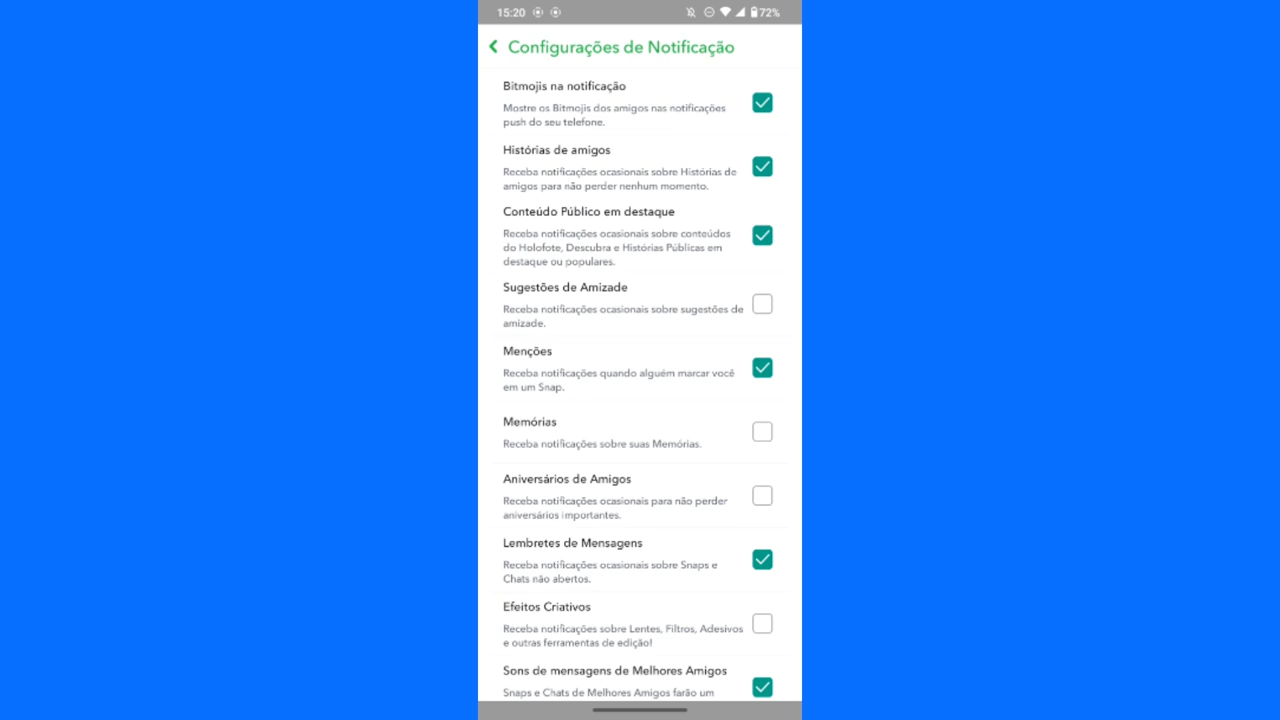 15:20 72%
Configurações de Notificação
Bitmojis na notificação
Mostre os Bitmojis dos amigos nas notificações
push do seu telefone.
Histórias de amigos
Receba notificações ocasionais sobre Histórias de
amigos para não perder nenhum momento.
Conteúdo Público em destaque
Receba notificações ocasionais sobre conteúdos
do Holofote, Descubra e Histórias Públicas em
destaque ou populares.
Sugestões de Amizade
Receba notificações ocasionais sobre sugestões de
amizade.
Menções
Receba notificações quando alguém marcar você
em um Snap.
Memórias
Receba notificações sobre suas Memórias.
Aniversários de Amigos
Receba notificações ocasionais para não perder
aniversários importantes.
Lembretes de Mensagens
Receba notificações ocasionais sobre Snaps e
Chats não abertos.
Efeitos Criativos
Receba notificações sobre Lentes, Filtros, Adesivos
e outras ferramentas de edição!
Sons de mensagens de Melhores Amigos
Snaps e Chats de Melhores Amigos farão um